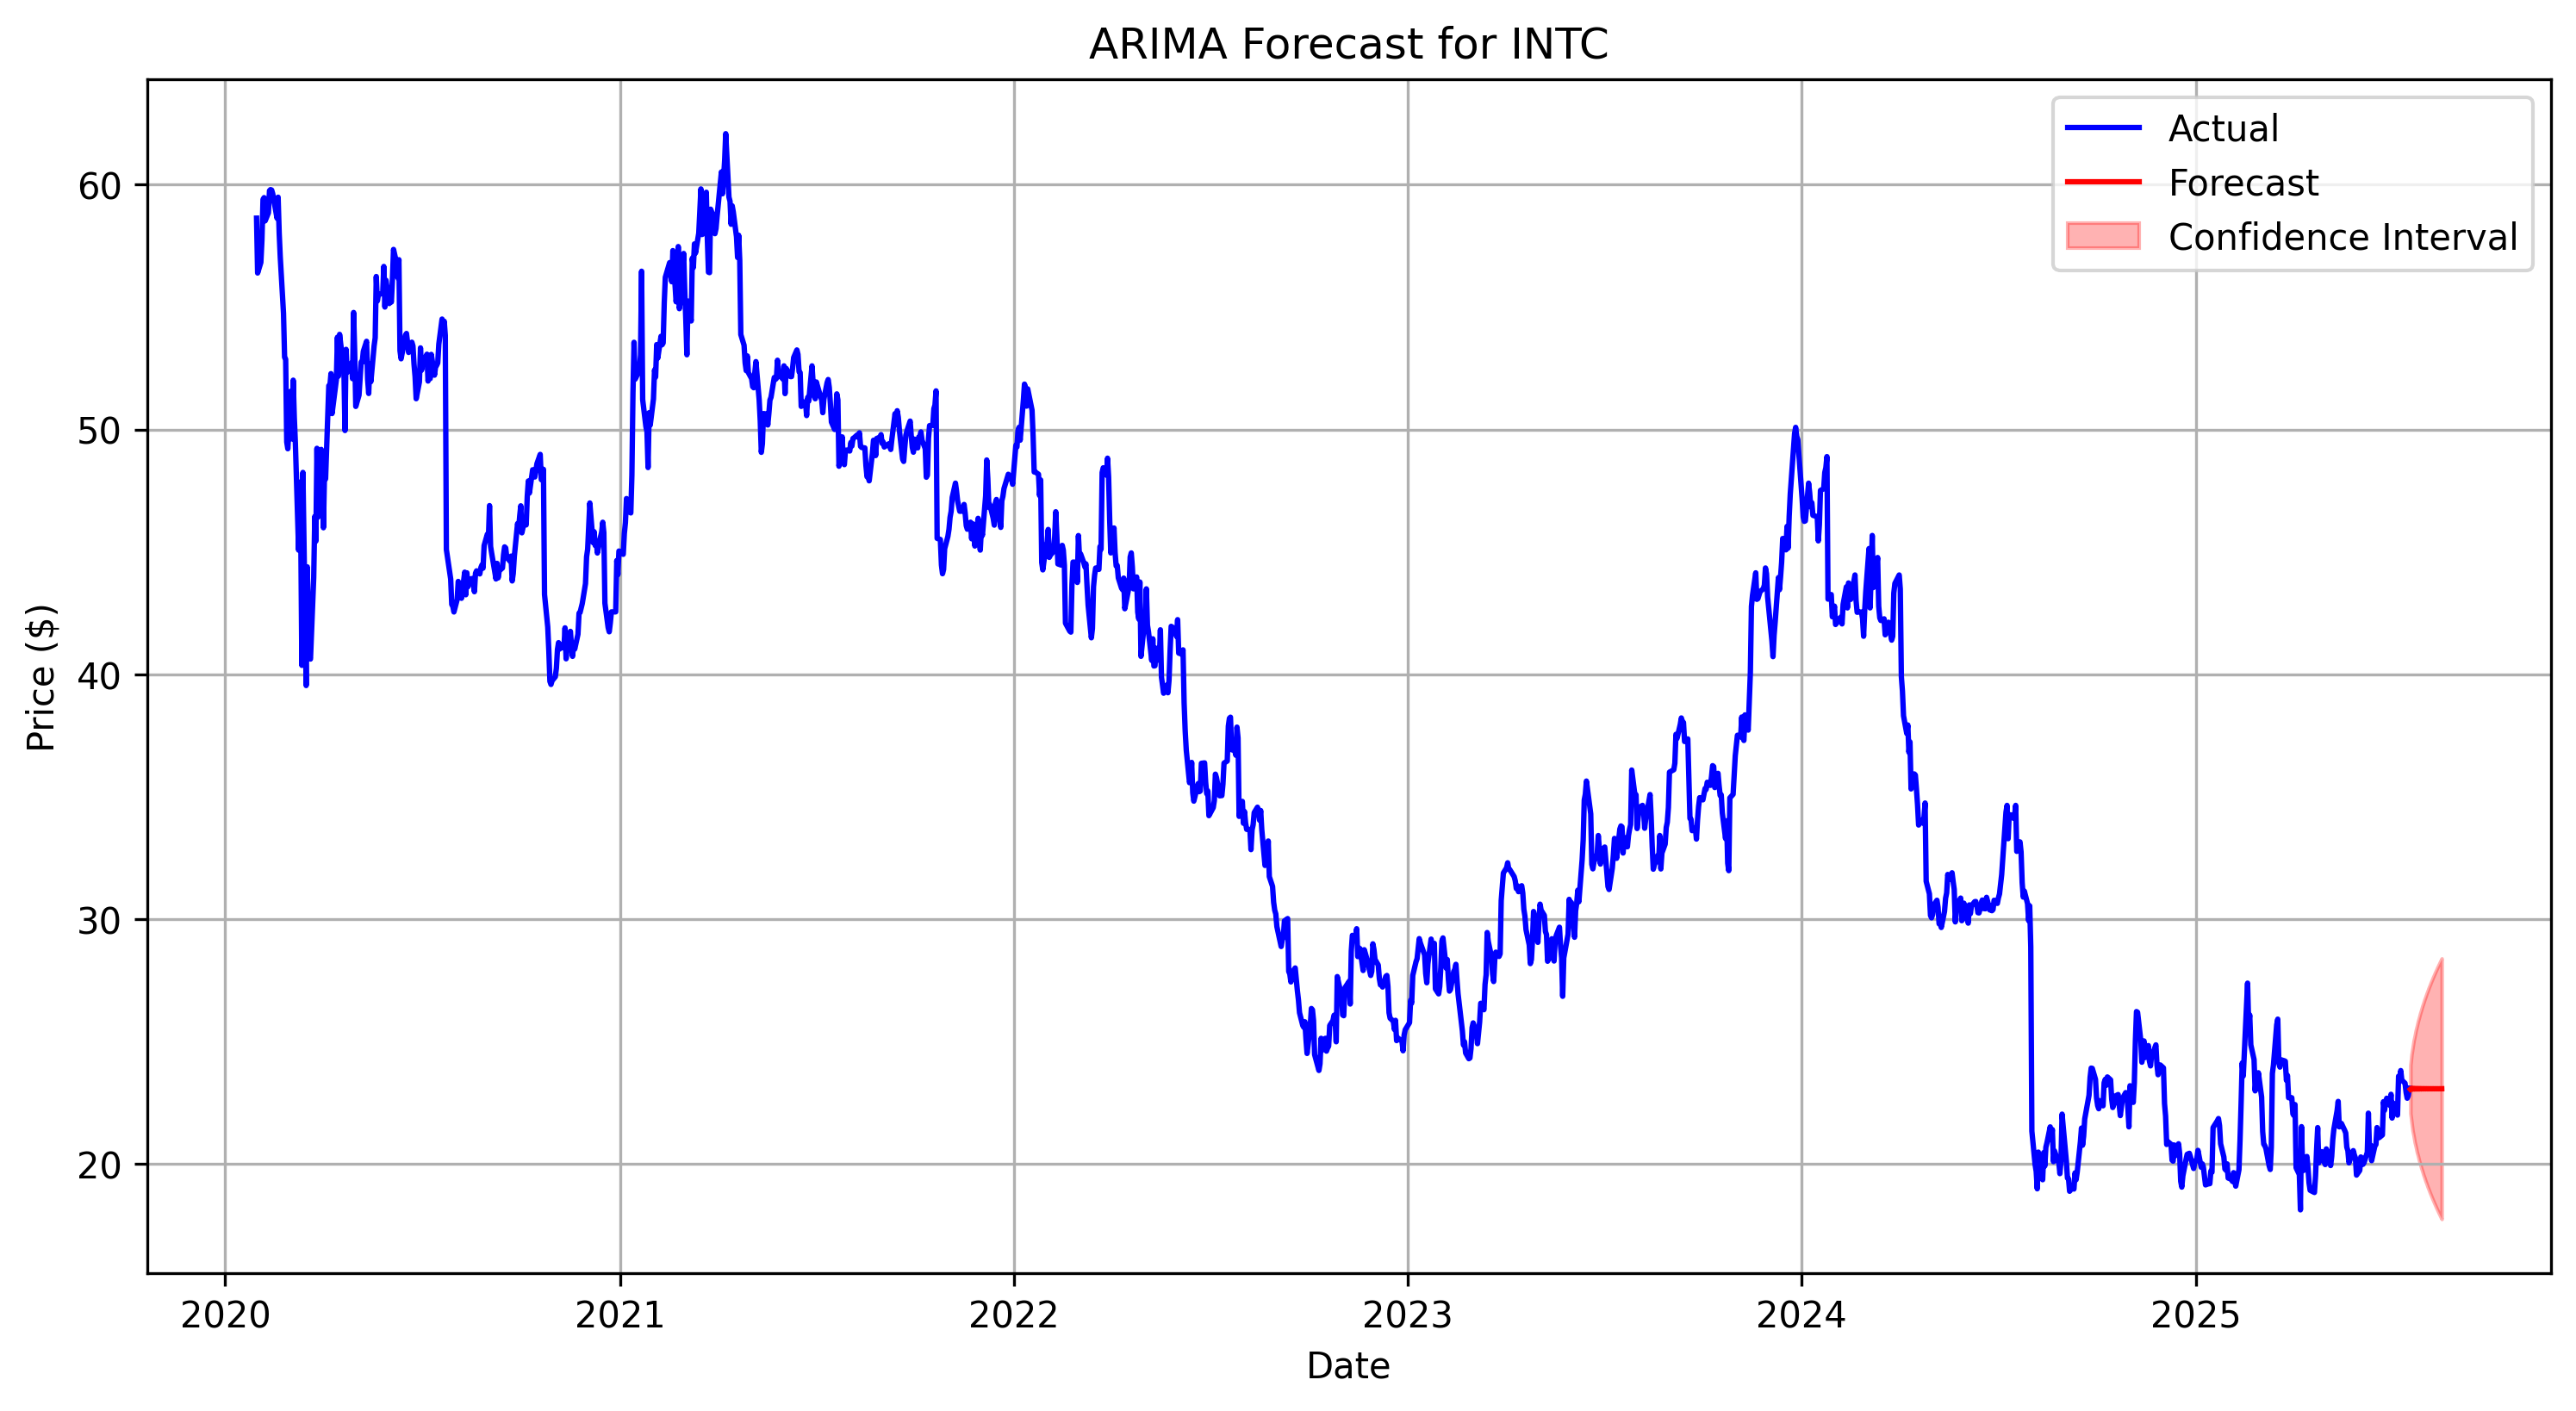 ARIMA Forecast for INTC
Actual
Forecast
Confidence Interval
60
50
40
30
20
Price ($)
2020
2021
2022
2023
2024
2025
Date